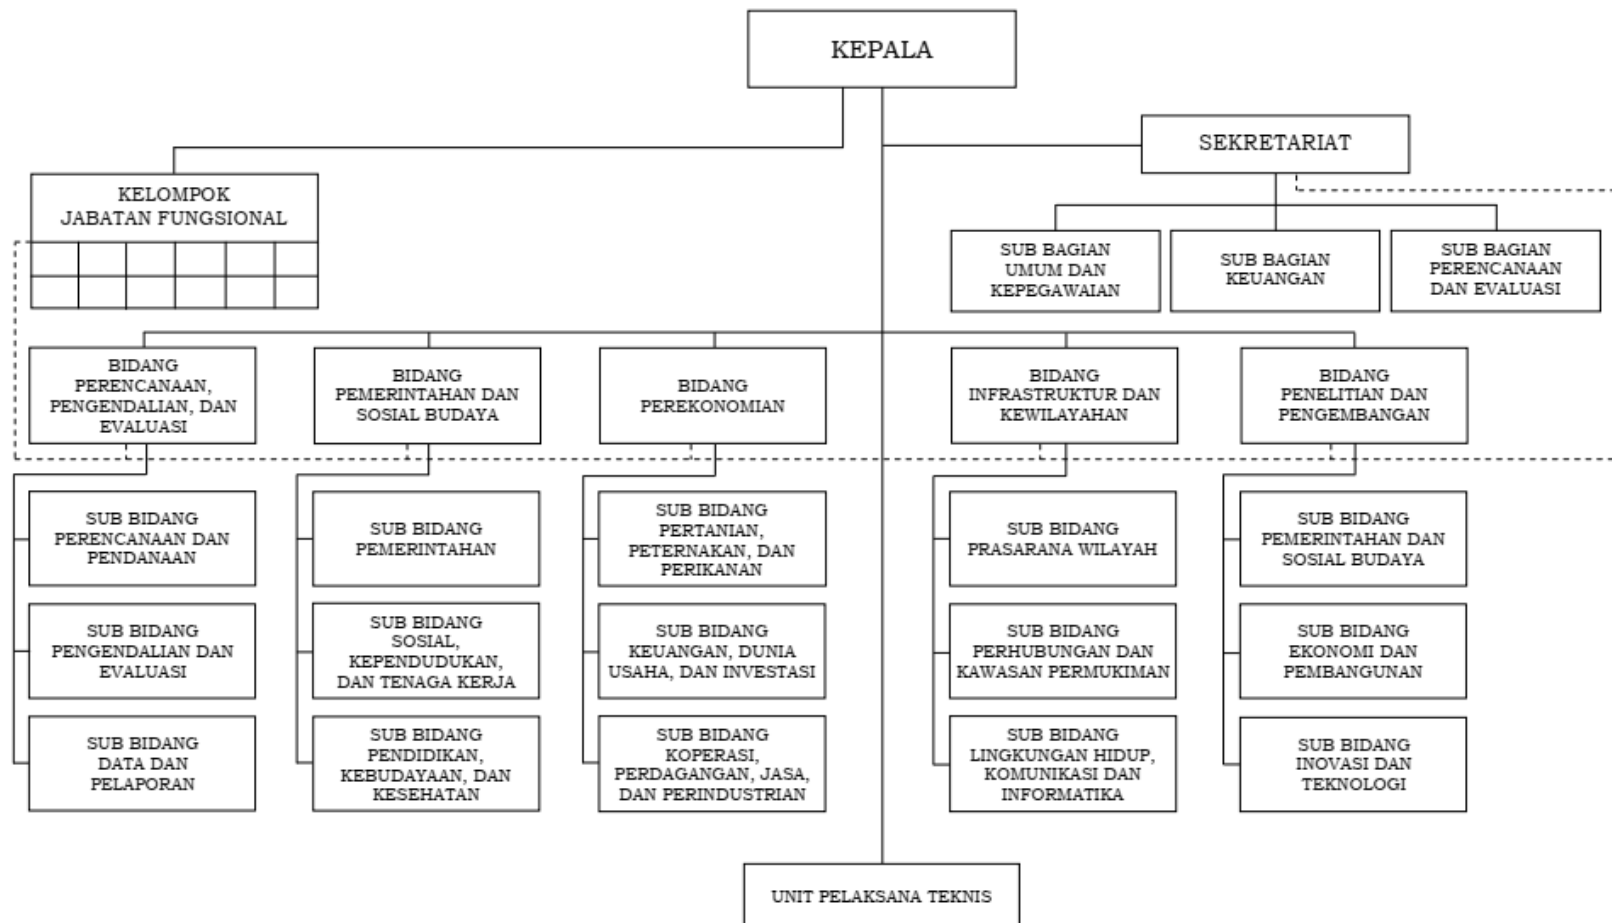 KEPALA
SEKRETARIAT
KELOMPOK
JABATAN FUNGSIONAL
SUB BAGIAN
UMUM DAN
KEPEGAWAIAN
SUB BAGIAN
KEUANGAN
SUB BAGIAN
PERENCANAAN
DAN EVALUASI
BIDANG
PERENCANAAN,
PENGENDALIAN, DAN
EVALUASI
BIDANG
PEMERINTAHAN DAN
SOSIAL BUDAYA
BIDANG
PEREKONOMIAN
BIDANG
INFRASTRUKTUR DAN
KEWILAYAHAN
BIDANG
PENELITIAN DAN
PENGEMBANGAN
SUB BIDANG
PERENCANAAN DAN
PENDANAAN
SUB BIDANG
PEMERINTAHAN
SUB BIDANG
PERTANIAN,
PETERNAKAN, DAN
PERIKANAN
SUB BIDANG
PRASARANA WILAYAH
SUB BIDANG
PEMERINTAHAN DAN
SOSIAL BUDAYA
SUB BIDANG
PENGENDALIAN DAN
EVALUASI
SUB BIDANG
SOSIAL,
KEPENDUDUKAN,
DAN TENAGA KERJA
SUB BIDANG
KEUANGAN, DUNIA
USAHA, DAN INVESTASI
SUB BIDANG
PERHUBUNGAN DAN
KAWASAN PERMUKIMAN
SUB BIDANG
EKONOMI DAN
PEMBANGUNAN
SUB BIDANG
DATA DAN
PELAPORAN
SUB BIDANG
PENDIDIKAN,
KEBUDAYAAN, DAN
KESEHATAN
SUB BIDANG
KOPERASI,
PERDAGANGAN, JASA,
DAN PERINDUSTRIAN
SUB BIDANG
LINGKUNGAN HIDUP,
KOMUNIKASI DAN
INFORMATIKA
SUB BIDANG
INOVASI DAN
TEKNOLOGI
UNIT PELAKSANA TEKNIS